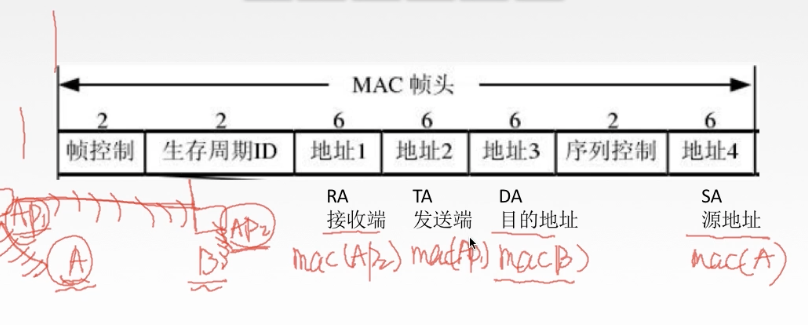 MAC 帧头
2 2 6 6 6 2 6
帧控制 生存周期ID 地址1 地址2 地址3 序列控制 地址4
RA TA DA SA
接收端 发送端 目的地址 源地址
AP1 AP2 mac(AP2) mac(AP1) mac(B) mac(A)
A B